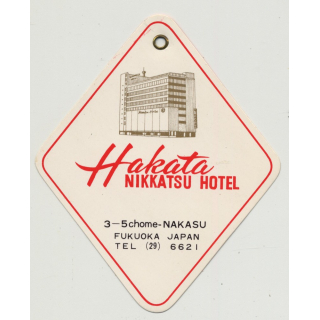 Hakata
NIKKATSU HOTEL
3-5chome-NAKASU
FUKUOKA JAPAN
TEL (29) 6621